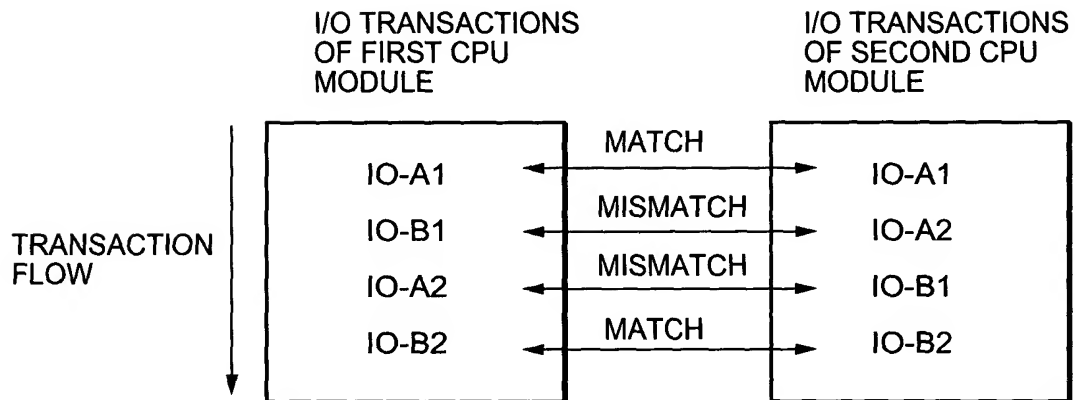 I/O TRANSACTIONS
OF FIRST CPU
MODULE
I/O TRANSACTIONS
OF SECOND CPU
MODULE
TRANSACTION
FLOW
IO-A1
MATCH
IO-A1
IO-B1
MISMATCH
IO-A2
IO-A2
MISMATCH
IO-B1
IO-B2
MATCH
IO-B2